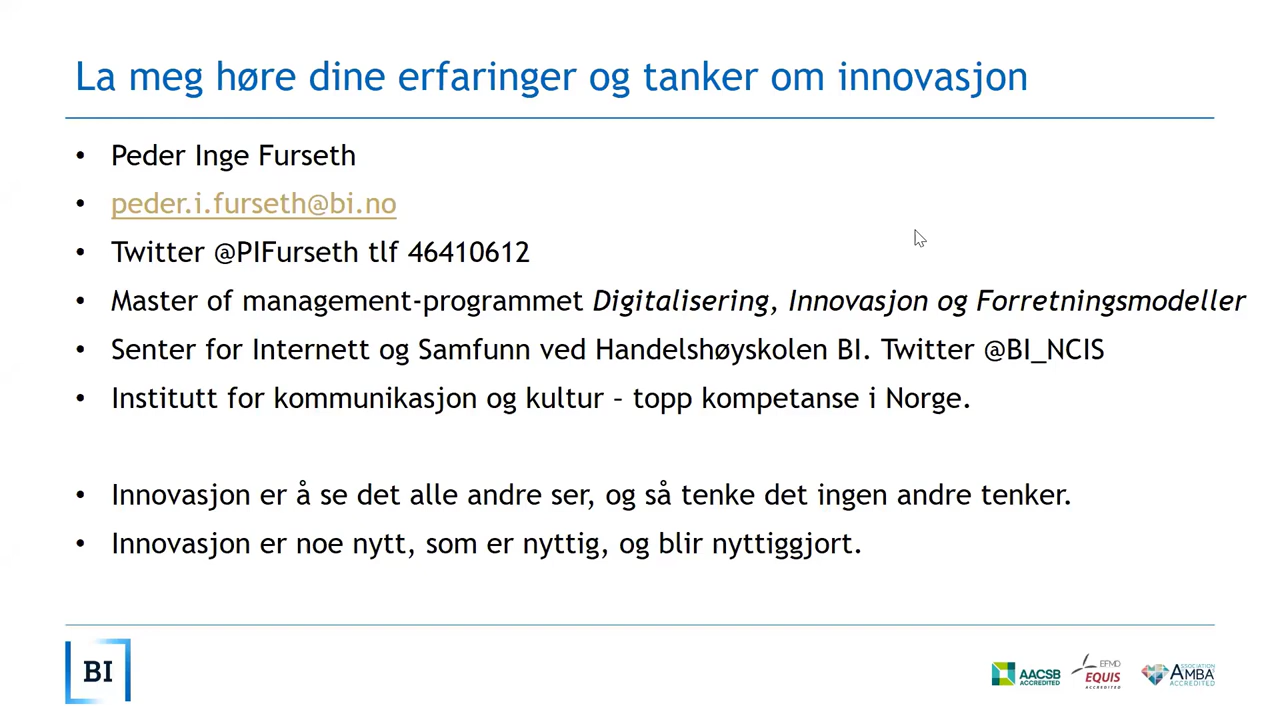 La meg høre dine erfaringer og tanker om innovasjon
• Peder Inge Furseth
• peder.i.furseth@bi.no
• Twitter @PIFurseth tlf 46410612
• Master of management-programmet Digitalisering, Innovasjon og Forretningsmodeller
• Senter for Internett og Samfunn ved Handelshøyskolen BI. Twitter @BI_NCIS
• Institutt for kommunikasjon og kultur – topp kompetanse i Norge.
• Innovasjon er å se det alle andre ser, og så tenke det ingen andre tenker.
• Innovasjon er noe nytt, som er nyttig, og blir nyttiggjort.
BI
AACSB
ACCREDITED
EFMD
EQUIS
ACCREDITED
ASSOCIATION
AMBA
ACCREDITED